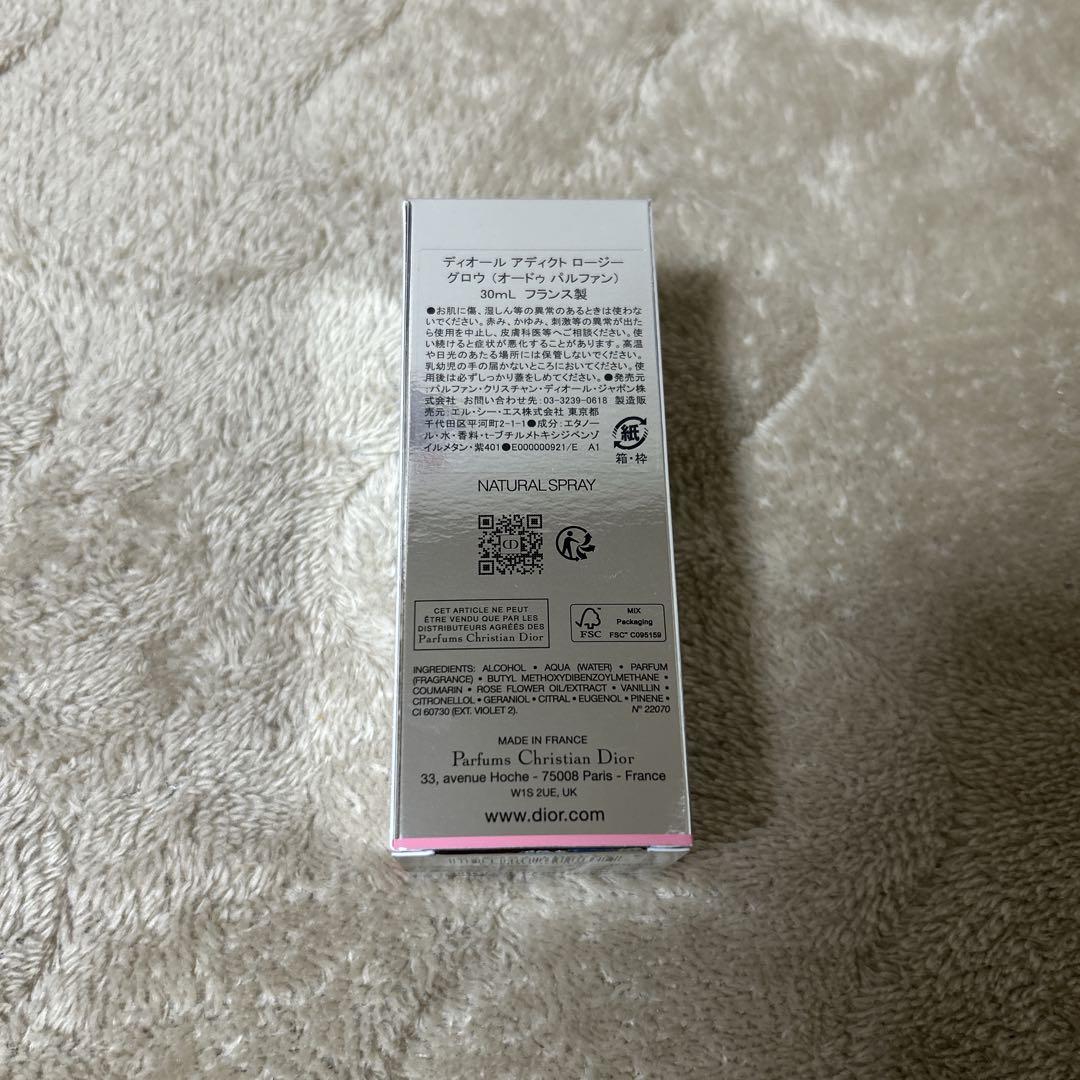 ディオール アディクト ロージー
グロウ（オードゥ パルファン）
30mL フランス製
●お肌に傷、湿しん等の異常のあるときは使わな
いでください。赤み、かゆみ、刺激等の異常が出た
ら使用を中止し、皮膚科医等へご相談ください。使
い続けると症状が悪化することがあります。高温
や日光のあたる場所には保管しないでください。
乳幼児の手の届かないところにおいてください。使
用後は必ずしっかり蓋をしめてください。●発売元
：パルファン・クリスチャン・ディオール・ジャポン株
式会社 お問い合わせ先：03-3239-0618 製造販
売元：エル・シー・エス株式会社 東京都
千代田区平河町2-1-1●成分：エタノー
ル・水・香料・t-ブチルメトキシジベンゾ
イルメタン・紫401●E000000921/E A1
紙
箱・枠
NATURAL SPRAY
CD
CET ARTICLE NE PEUT
ÊTRE VENDU QUE PAR LES
DISTRIBUTEURS AGRÉÉS DES
Parfums Christian Dior
FSC
MIX
Packaging
FSC™ C095159
INGREDIENTS: ALCOHOL • AQUA (WATER) • PARFUM
(FRAGRANCE) • BUTYL METHOXYDIBENZOYLMETHANE •
COUMARIN • ROSE FLOWER OIL/EXTRACT • VANILLIN •
CITRONELLOL • GERANIOL • CITRAL • EUGENOL • PINENE •
CI 60730 (EXT. VIOLET 2). N° 22070
MADE IN FRANCE
Parfums Christian Dior
33, avenue Hoche - 75008 Paris - France
W1S 2UE, UK
www.dior.com